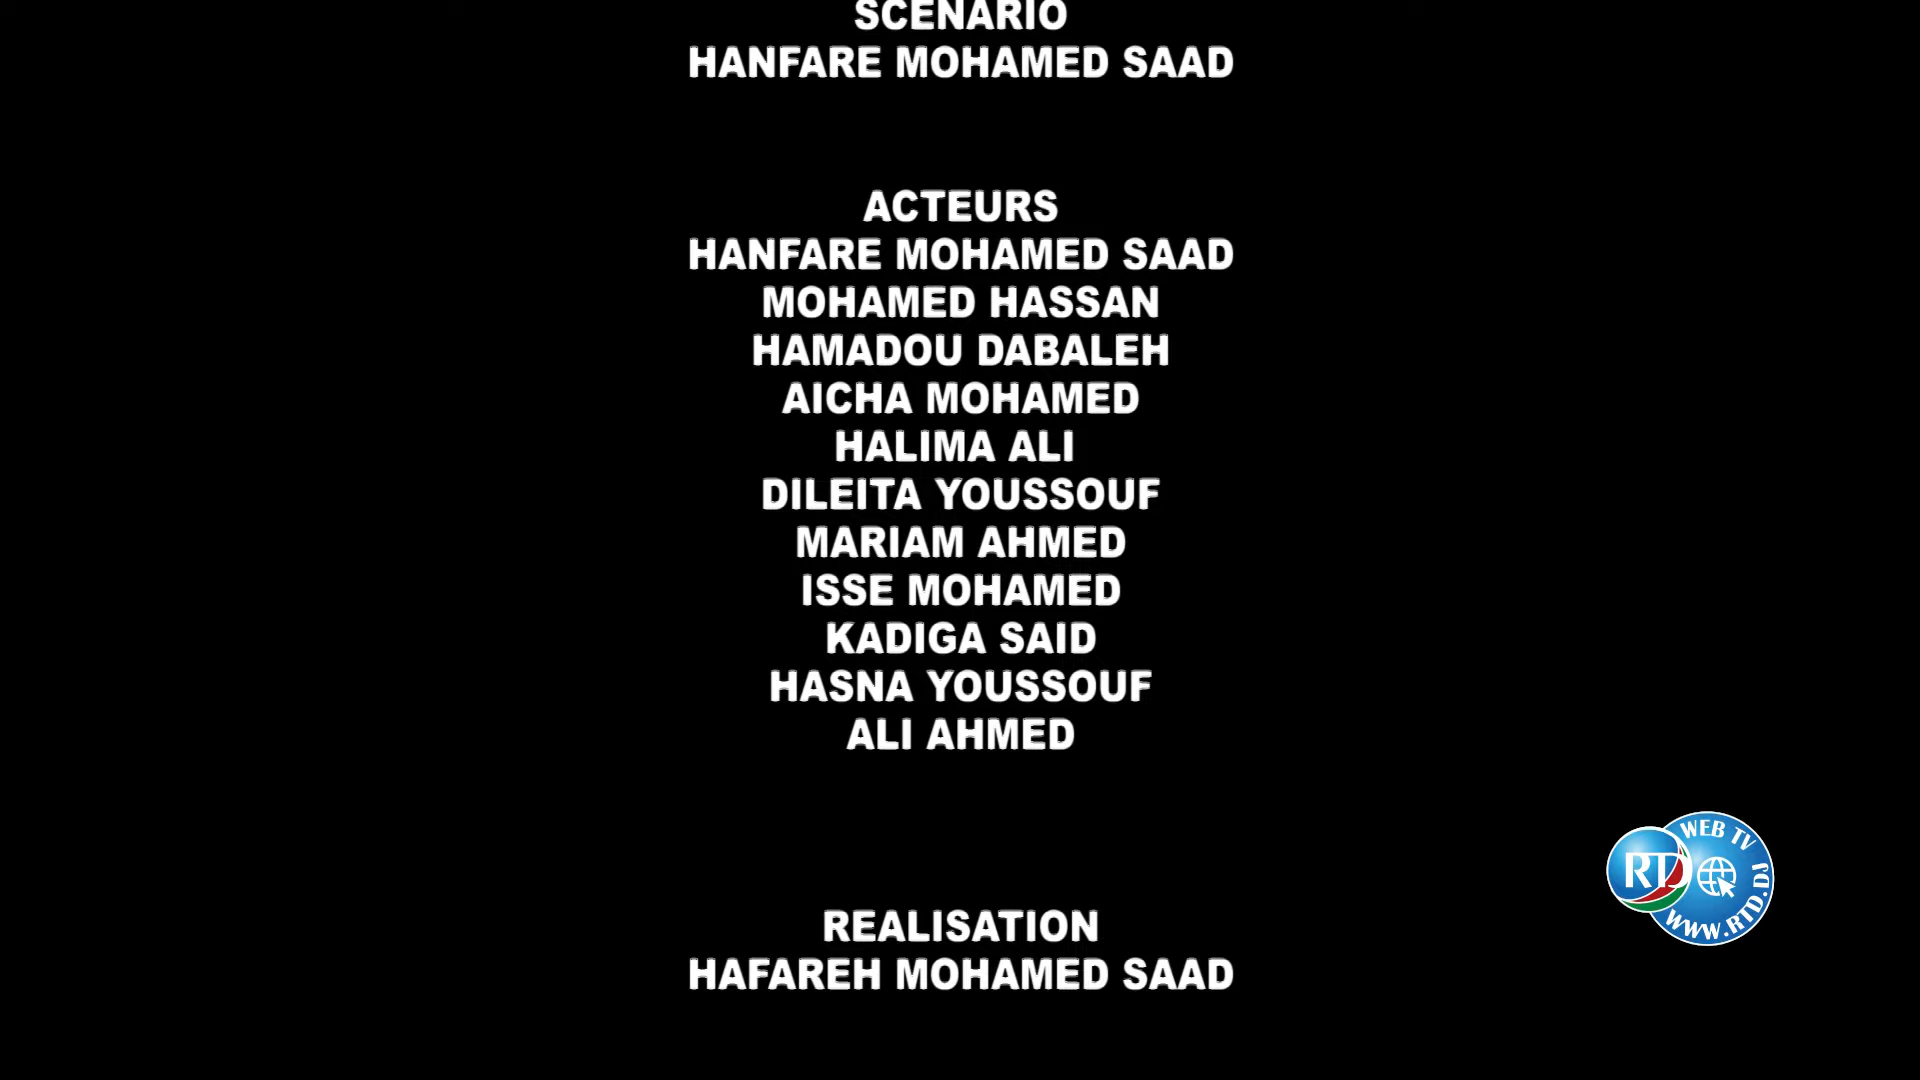 SCENARIO
HANFARE MOHAMED SAAD
ACTEURS
HANFARE MOHAMED SAAD
MOHAMED HASSAN
HAMADOU DABALEH
AICHA MOHAMED
HALIMA ALI
DILEITA YOUSSOUF
MARIAM AHMED
ISSE MOHAMED
KADIGA SAID
HASNA YOUSSOUF
ALI AHMED
WEB TV
RTD
WWW.RTD.DJ
REALISATION
HAFAREH MOHAMED SAAD